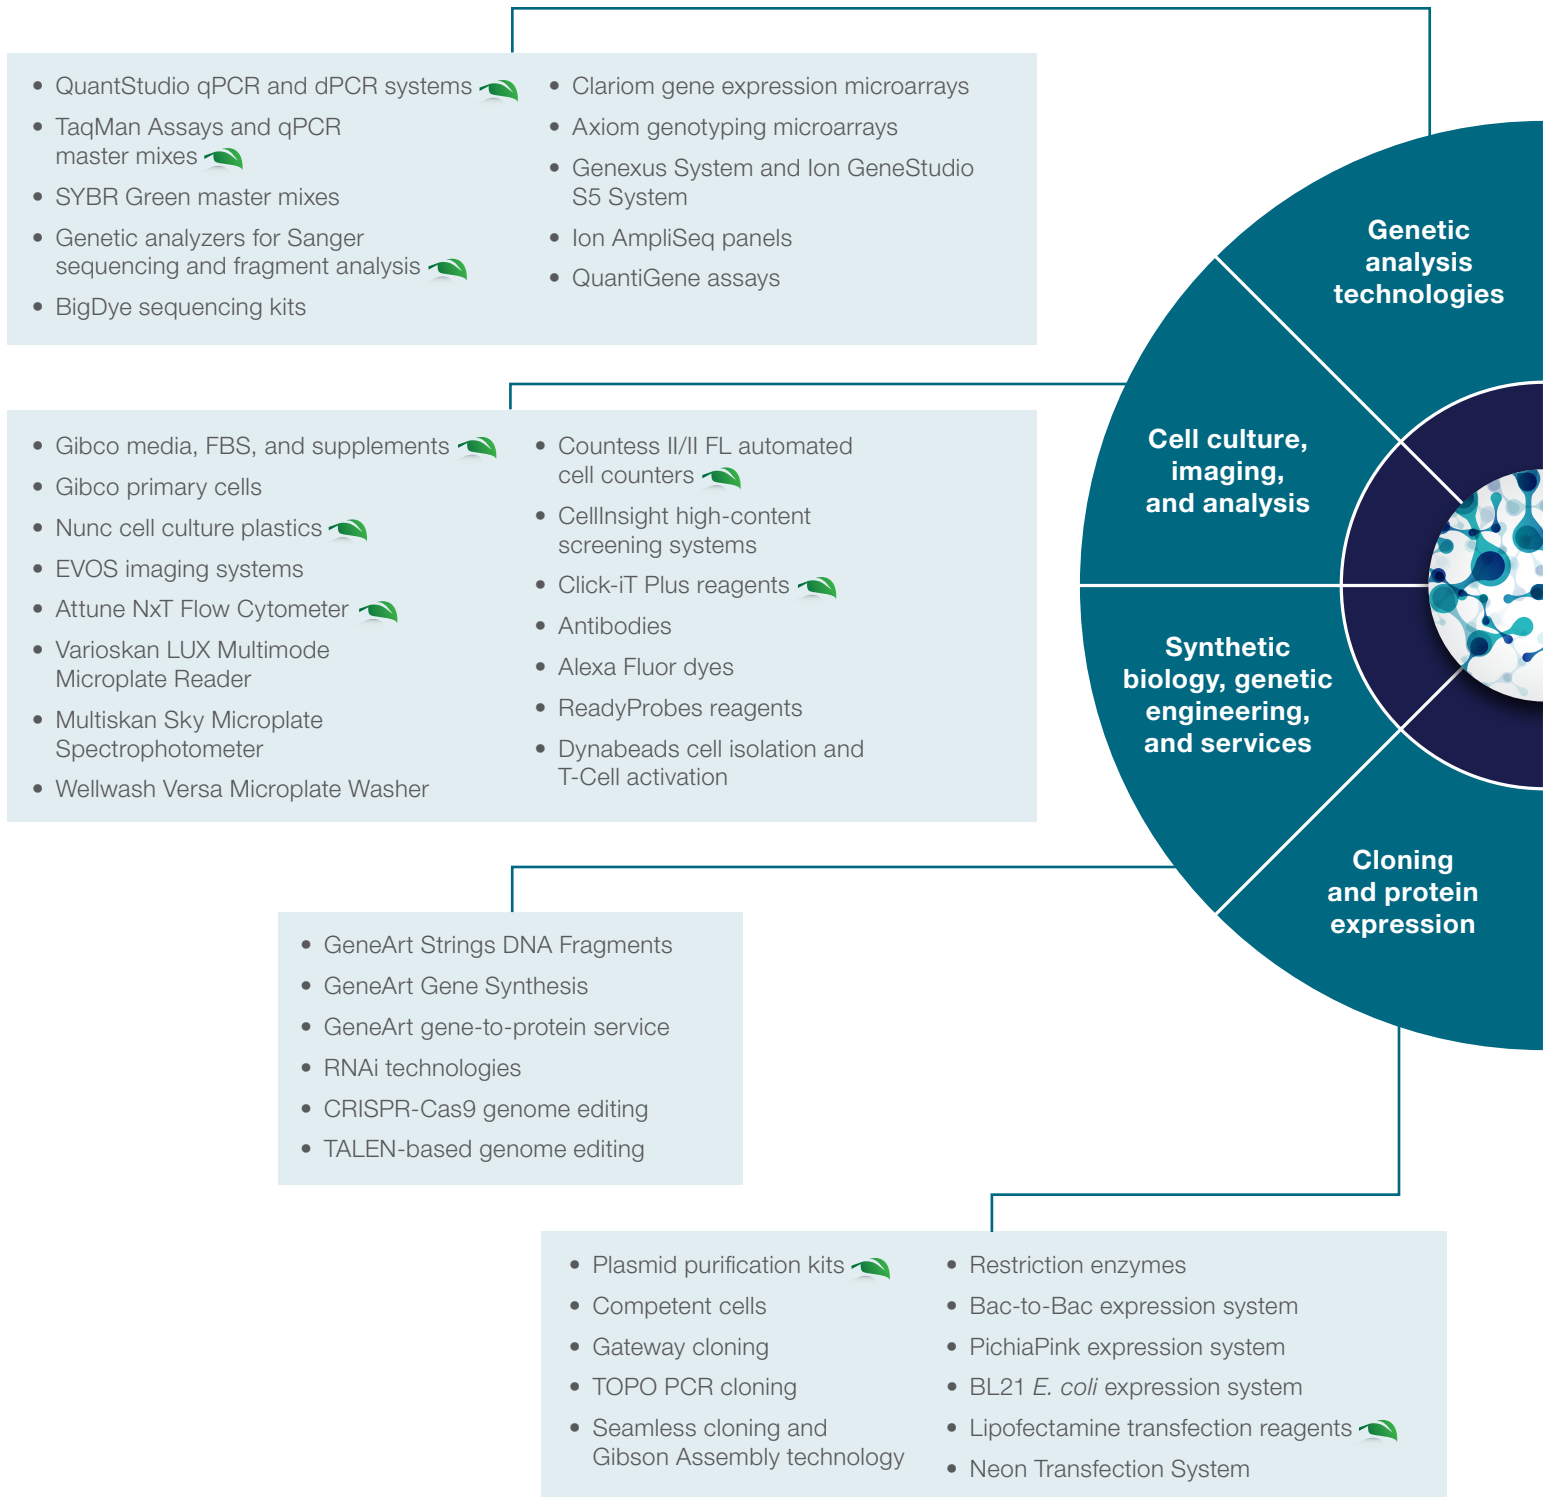 • QuantStudio qPCR and dPCR systems
• TaqMan Assays and qPCR
master mixes
• SYBR Green master mixes
• Genetic analyzers for Sanger
sequencing and fragment analysis
• BigDye sequencing kits
• Clariom gene expression microarrays
• Axiom genotyping microarrays
• Genexus System and Ion GeneStudio
S5 System
• Ion AmpliSeq panels
• QuantiGene assays
Genetic
analysis
technologies
• Gibco media, FBS, and supplements
• Gibco primary cells
• Nunc cell culture plastics
• EVOS imaging systems
• Attune NxT Flow Cytometer
• Varioskan LUX Multimode
Microplate Reader
• Multiskan Sky Microplate
Spectrophotometer
• Wellwash Versa Microplate Washer
• Countess II/II FL automated
cell counters
• CellInsight high-content
screening systems
• Click-iT Plus reagents
• Antibodies
• Alexa Fluor dyes
• ReadyProbes reagents
• Dynabeads cell isolation and
T-Cell activation
Cell culture,
imaging,
and analysis
Synthetic
biology, genetic
engineering,
and services
• GeneArt Strings DNA Fragments
• GeneArt Gene Synthesis
• GeneArt gene-to-protein service
• RNAi technologies
• CRISPR-Cas9 genome editing
• TALEN-based genome editing
Cloning
and protein
expression
• Plasmid purification kits
• Competent cells
• Gateway cloning
• TOPO PCR cloning
• Seamless cloning and
Gibson Assembly technology
• Restriction enzymes
• Bac-to-Bac expression system
• PichiaPink expression system
• BL21 E. coli expression system
• Lipofectamine transfection reagents
• Neon Transfection System